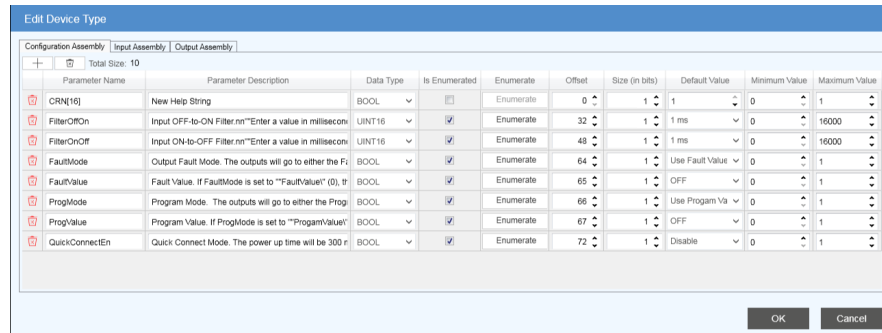 Edit Device Type
Configuration Assembly Input Assembly Output Assembly
Total Size: 10
Parameter Name Parameter Description Data Type Is Enumerated Enumerate Offset Size (in bits) Default Value Minimum Value Maximum Value
CRN[16] New Help String BOOL Enumerate 0 1 1 0 1
FilterOffOn Input OFF-to-ON Filter.nn""Enter a value in millisecon UINT16 Enumerate 32 1 1 ms 0 16000
FilterOnOff Input ON-to-OFF Filter.nn""Enter a value in millisecon UINT16 Enumerate 48 1 1 ms 0 16000
FaultMode Output Fault Mode. The outputs will go to either the Fa BOOL Enumerate 64 1 Use Fault Value 0 1
FaultValue Fault Value. If FaultMode is set to ""FaultValue\" (0), th BOOL Enumerate 65 1 OFF 0 1
ProgMode Program Mode. The outputs will go to either the Prog BOOL Enumerate 66 1 Use Progam Va 0 1
ProgValue Program Value. If ProgMode is set to ""ProgamValue\" BOOL Enumerate 67 1 OFF 0 1
QuickConnectEn Quick Connect Mode. The power up time will be 300 m BOOL Enumerate 72 1 Disable 0 1
OK Cancel